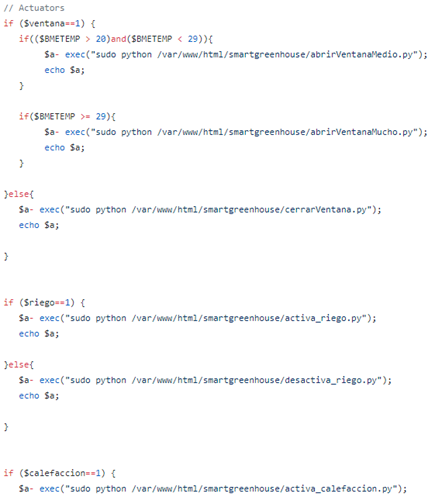 // Actuators
if ($ventana==1) {
if(($BMETEMP > 20)and($BMETEMP < 29)){
$a- exec("sudo python /var/www/html/smartgreenhouse/abrirVentanaMedio.py");
echo $a;
}
if($BMETEMP >= 29){
$a- exec("sudo python /var/www/html/smartgreenhouse/abrirVentanaMucho.py");
echo $a;
}
}else{
$a- exec("sudo python /var/www/html/smartgreenhouse/cerrarVentana.py");
echo $a;
}
if ($riego==1) {
$a- exec("sudo python /var/www/html/smartgreenhouse/activa_riego.py");
echo $a;
}else{
$a- exec("sudo python /var/www/html/smartgreenhouse/desactiva_riego.py");
echo $a;
}
if ($calefaccion==1) {
$a- exec("sudo python /var/www/html/smartgreenhouse/activa_calefaccion.py");